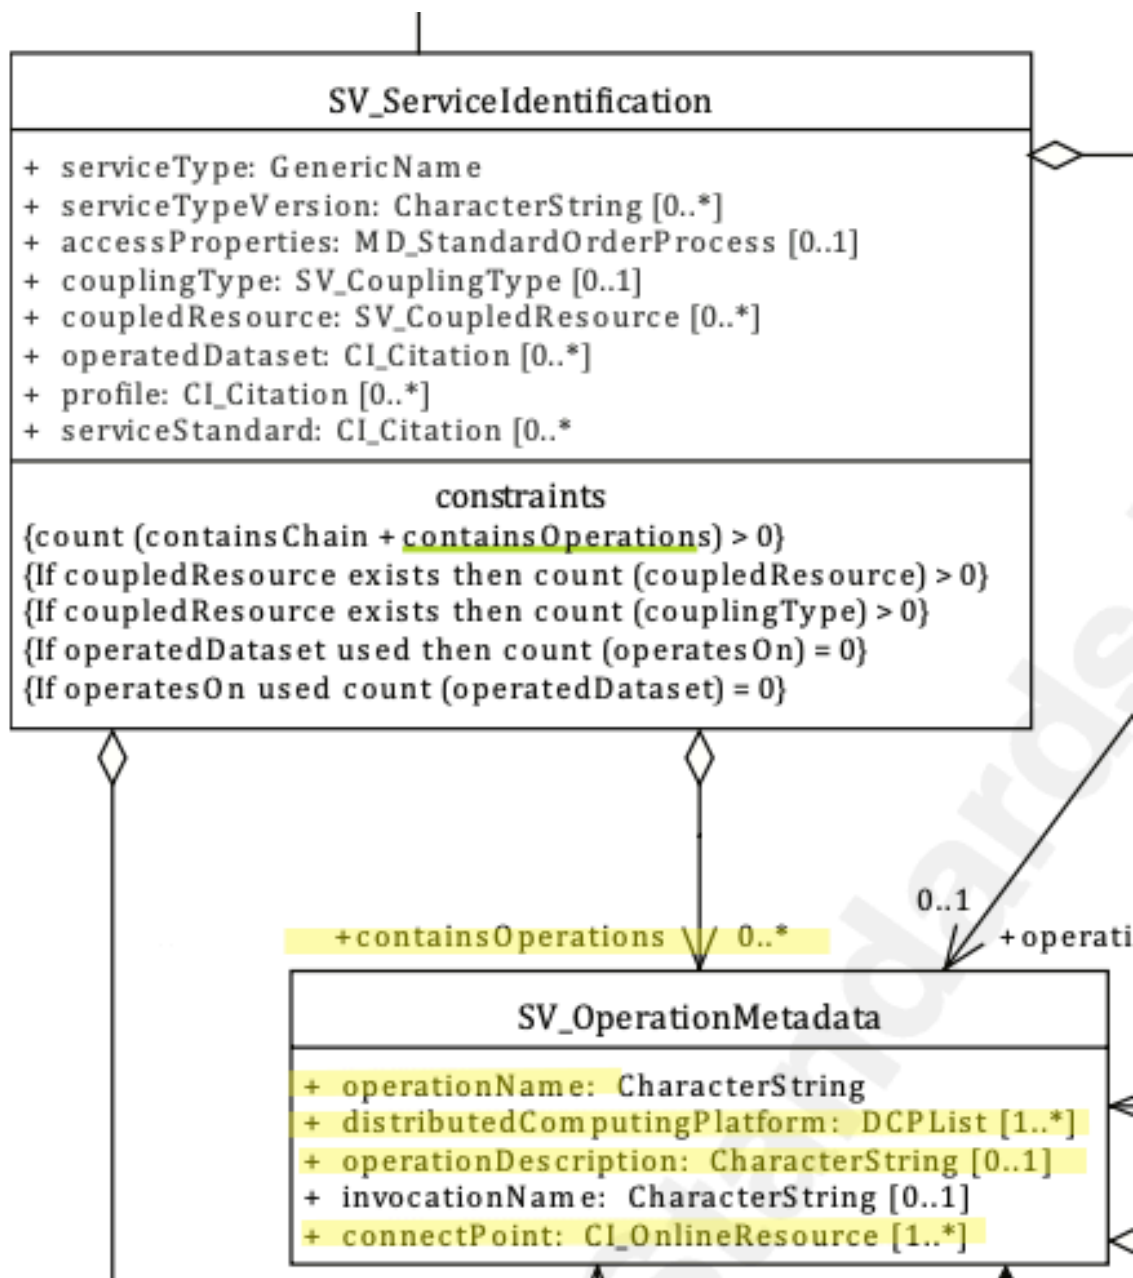 SV_ServiceIdentification
+ serviceType: GenericName
+ serviceTypeVersion: CharacterString [0..*]
+ accessProperties: MD_StandardOrderProcess [0..1]
+ couplingType: SV_CouplingType [0..1]
+ coupledResource: SV_CoupledResource [0..*]
+ operatedDataset: CI_Citation [0..*]
+ profile: CI_Citation [0..*]
+ serviceStandard: CI_Citation [0..*
constraints
{count (containsChain + containsOperations) > 0}
{If coupledResource exists then count (coupledResource) > 0}
{If coupledResource exists then count (couplingType) > 0}
{If operatedDataset used then count (operatesOn) = 0}
{If operatesOn used count (operatedDataset) = 0}
0..1
+containsOperations 0..* +operati
SV_OperationMetadata
+ operationName: CharacterString
+ distributedComputingPlatform: DCPList [1..*]
+ operationDescription: CharacterString [0..1]
+ invocationName: CharacterString [0..1]
+ connectPoint: CI_OnlineResource [1..*]
tandards